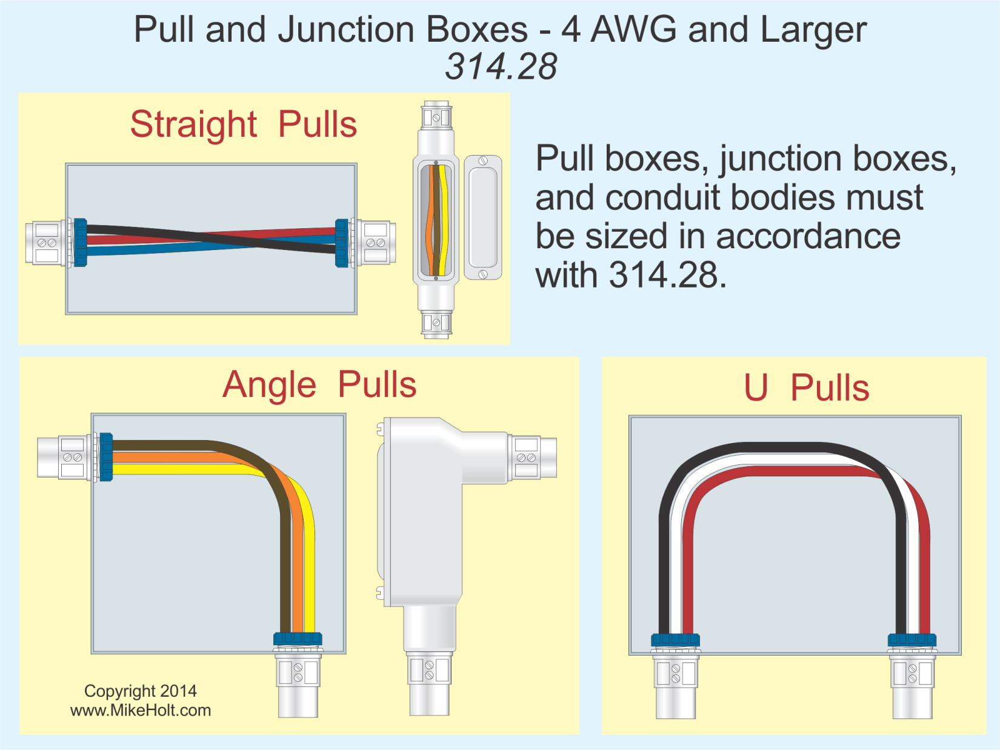 Pull and Junction Boxes - 4 AWG and Larger
314.28
Straight Pulls
Pull boxes, junction boxes,
and conduit bodies must
be sized in accordance
with 314.28.
Angle Pulls
U Pulls
Copyright 2014
www.MikeHolt.com